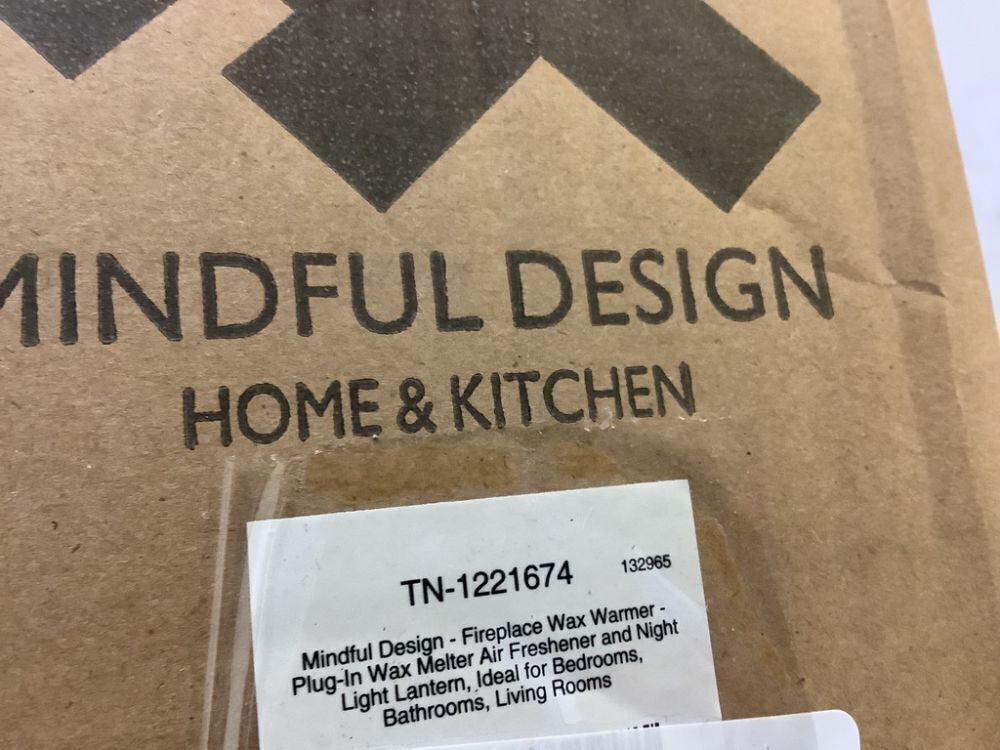 MINDFUL DESIGN
HOME & KITCHEN
TN-1221674 132965
Mindful Design - Fireplace Wax Warmer -
Plug-In Wax Melter Air Freshener and Night
Light Lantern, Ideal for Bedrooms,
Bathrooms, Living Rooms